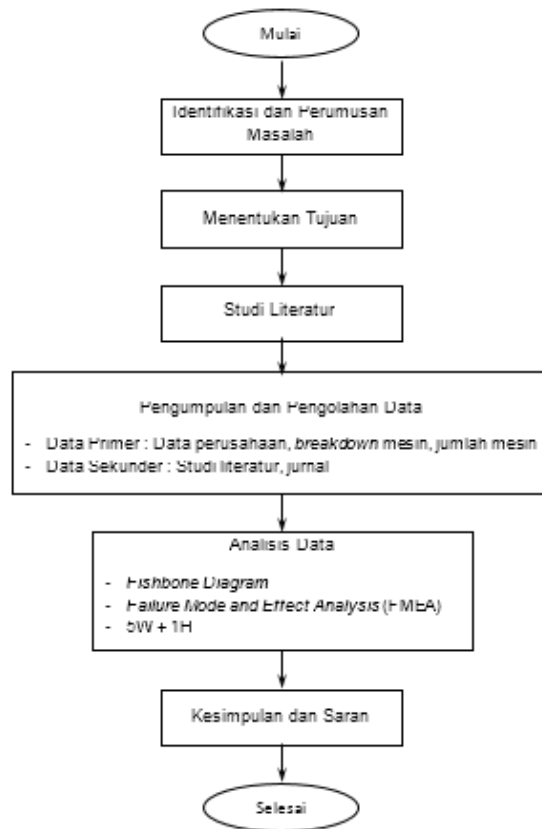 Mulai
Identifikasi dan Perumusan
Masalah
Menentukan Tujuan
Studi Literatur
Pengumpulan dan Pengolahan Data
- Data Primer : Data perusahaan, breakdown mesin, jumlah mesin
- Data Sekunder : Studi literatur, jurnal
Analisis Data
- Fishbone Diagram
- Failure Mode and Effect Analysis (FMEA)
- 5W + 1H
Kesimpulan dan Saran
Selesai